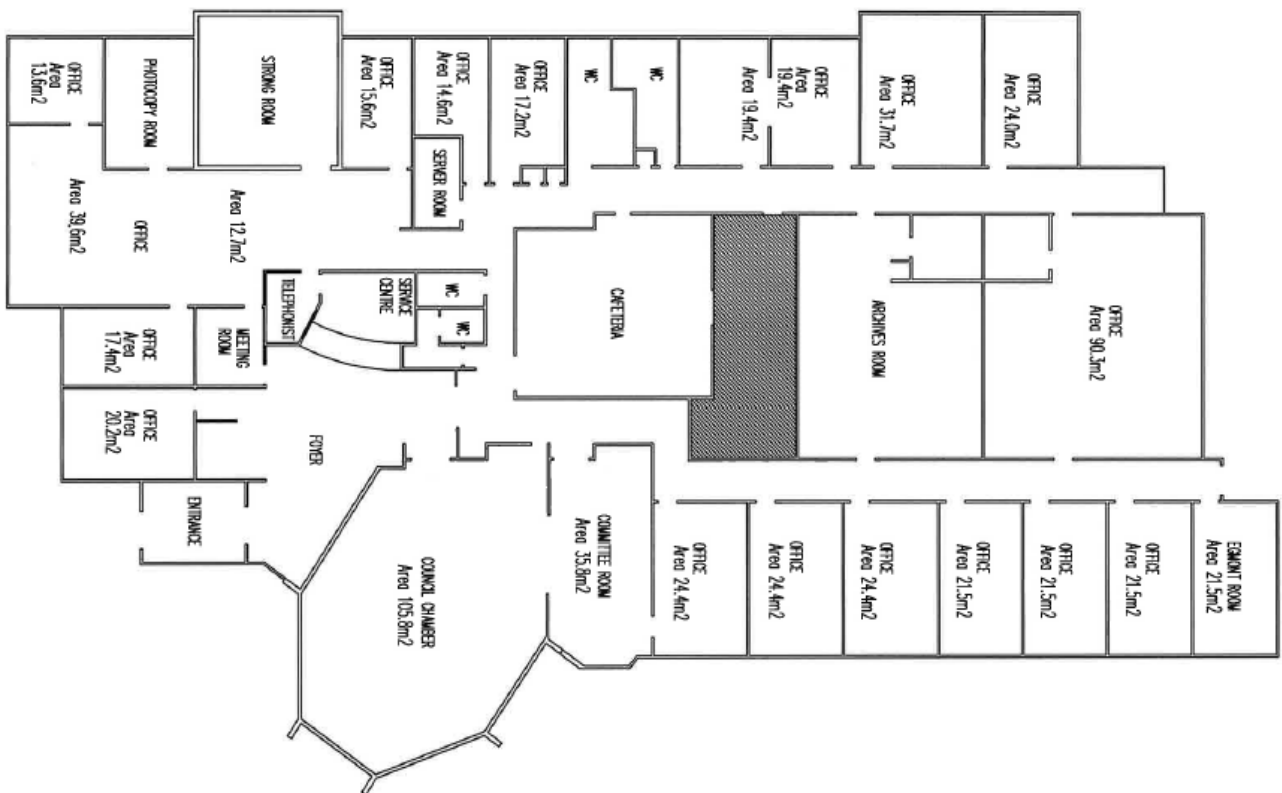 OFFICE
Area
13.6m2
PHOTOCOPY ROOM
STRONG ROOM
OFFICE
Area 15.6m2
OFFICE
Area 14.6m2
OFFICE
Area 17.2m2
WC
WC
Area 19.4m2
OFFICE
Area
19.4m2
OFFICE
Area 31.7m2
OFFICE
Area 24.0m2
SERVER ROOM
Area 39.6m2
OFFICE
Area 12.7m2
TELEPHONIST
SERVICE
CENTRE
WC
WC
CAFETERIA
ARCHIVES ROOM
OFFICE
Area 90.3m2
OFFICE
Area
17.4m2
MEETING
ROOM
OFFICE
Area
20.2m2
FOYER
ENTRANCE
COUNCIL CHAMBER
Area 105.8m2
COMMITTEE ROOM
Area 35.8m2
OFFICE
Area 24.4m2
OFFICE
Area 24.4m2
OFFICE
Area 24.4m2
OFFICE
Area 21.5m2
OFFICE
Area 21.5m2
OFFICE
Area 21.5m2
EGMONT ROOM
Area 21.5m2